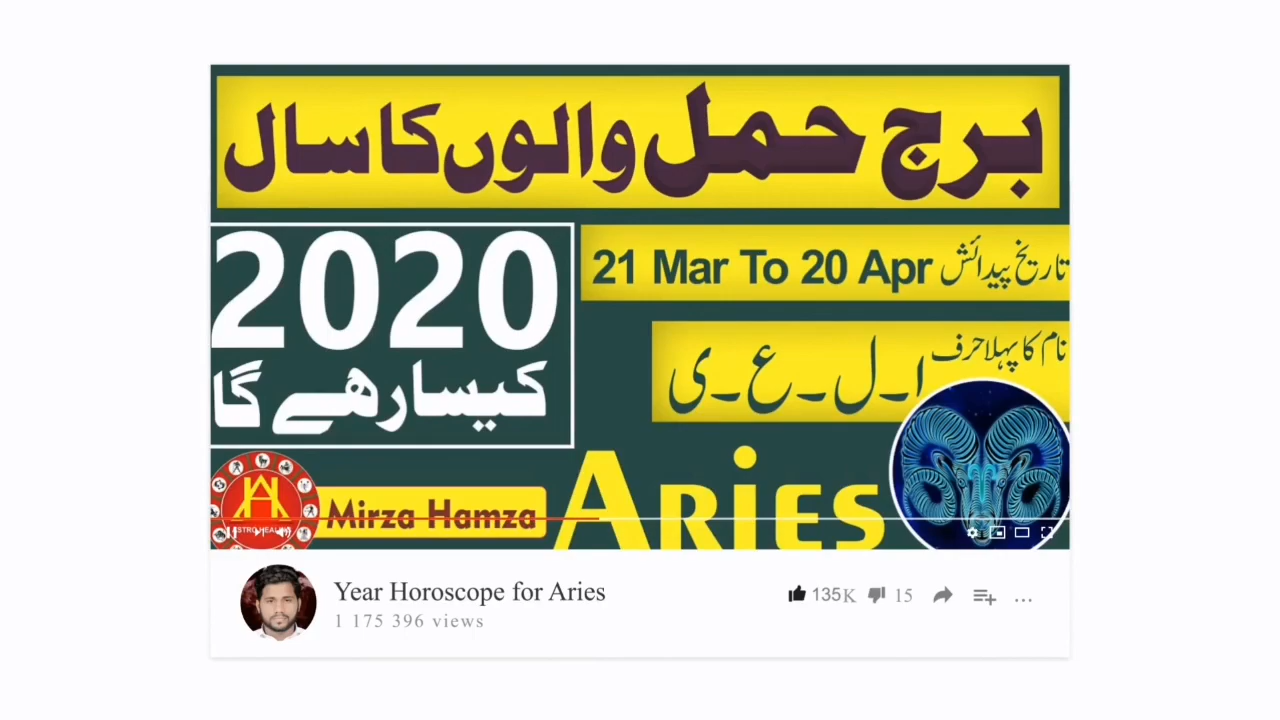 برج حمل والوں کا سال
2020
کیسا رھے گا
21 Mar To 20 Apr تاریخ پیدائش
نام کا پہلا حرف
ا ـ ل ـ ع ـ ی
Mirza Hamza
ARiES
Year Horoscope for Aries
1 175 396 views
135K
15